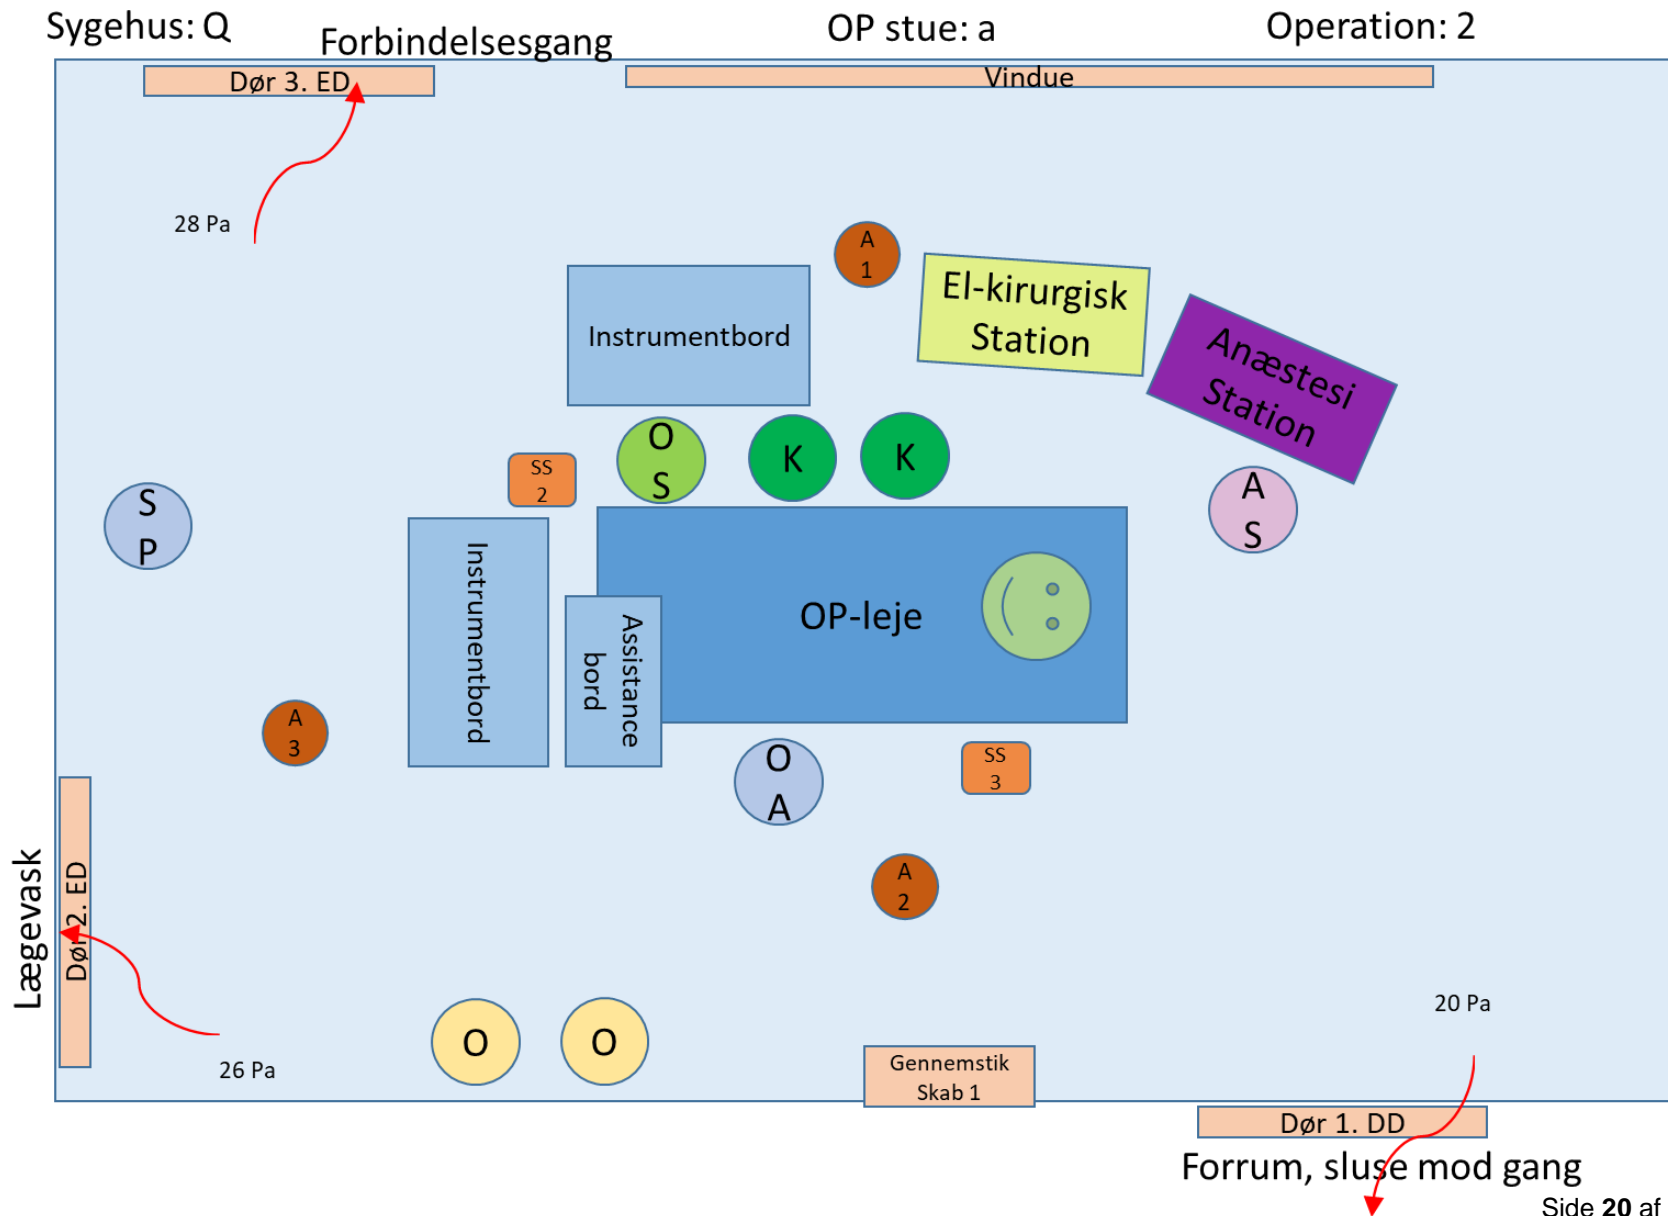 Sygehus: Q
Forbindelsesgang
OP stue: a
Operation: 2
Dør 3. ED
Vindue
28 Pa
A
1
El-kirurgisk
Station
Instrumentbord
Anæstesi
Station
O
S
K
K
SS
2
A
S
S
P
Instrumentbord
Assistance
bord
OP-leje
A
3
O
A
SS
3
Lægevask
Dør 2. ED
A
2
20 Pa
26 Pa
O
O
Gennemstik
Skab 1
Dør 1. DD
Forrum, sluse mod gang
Side 20 af